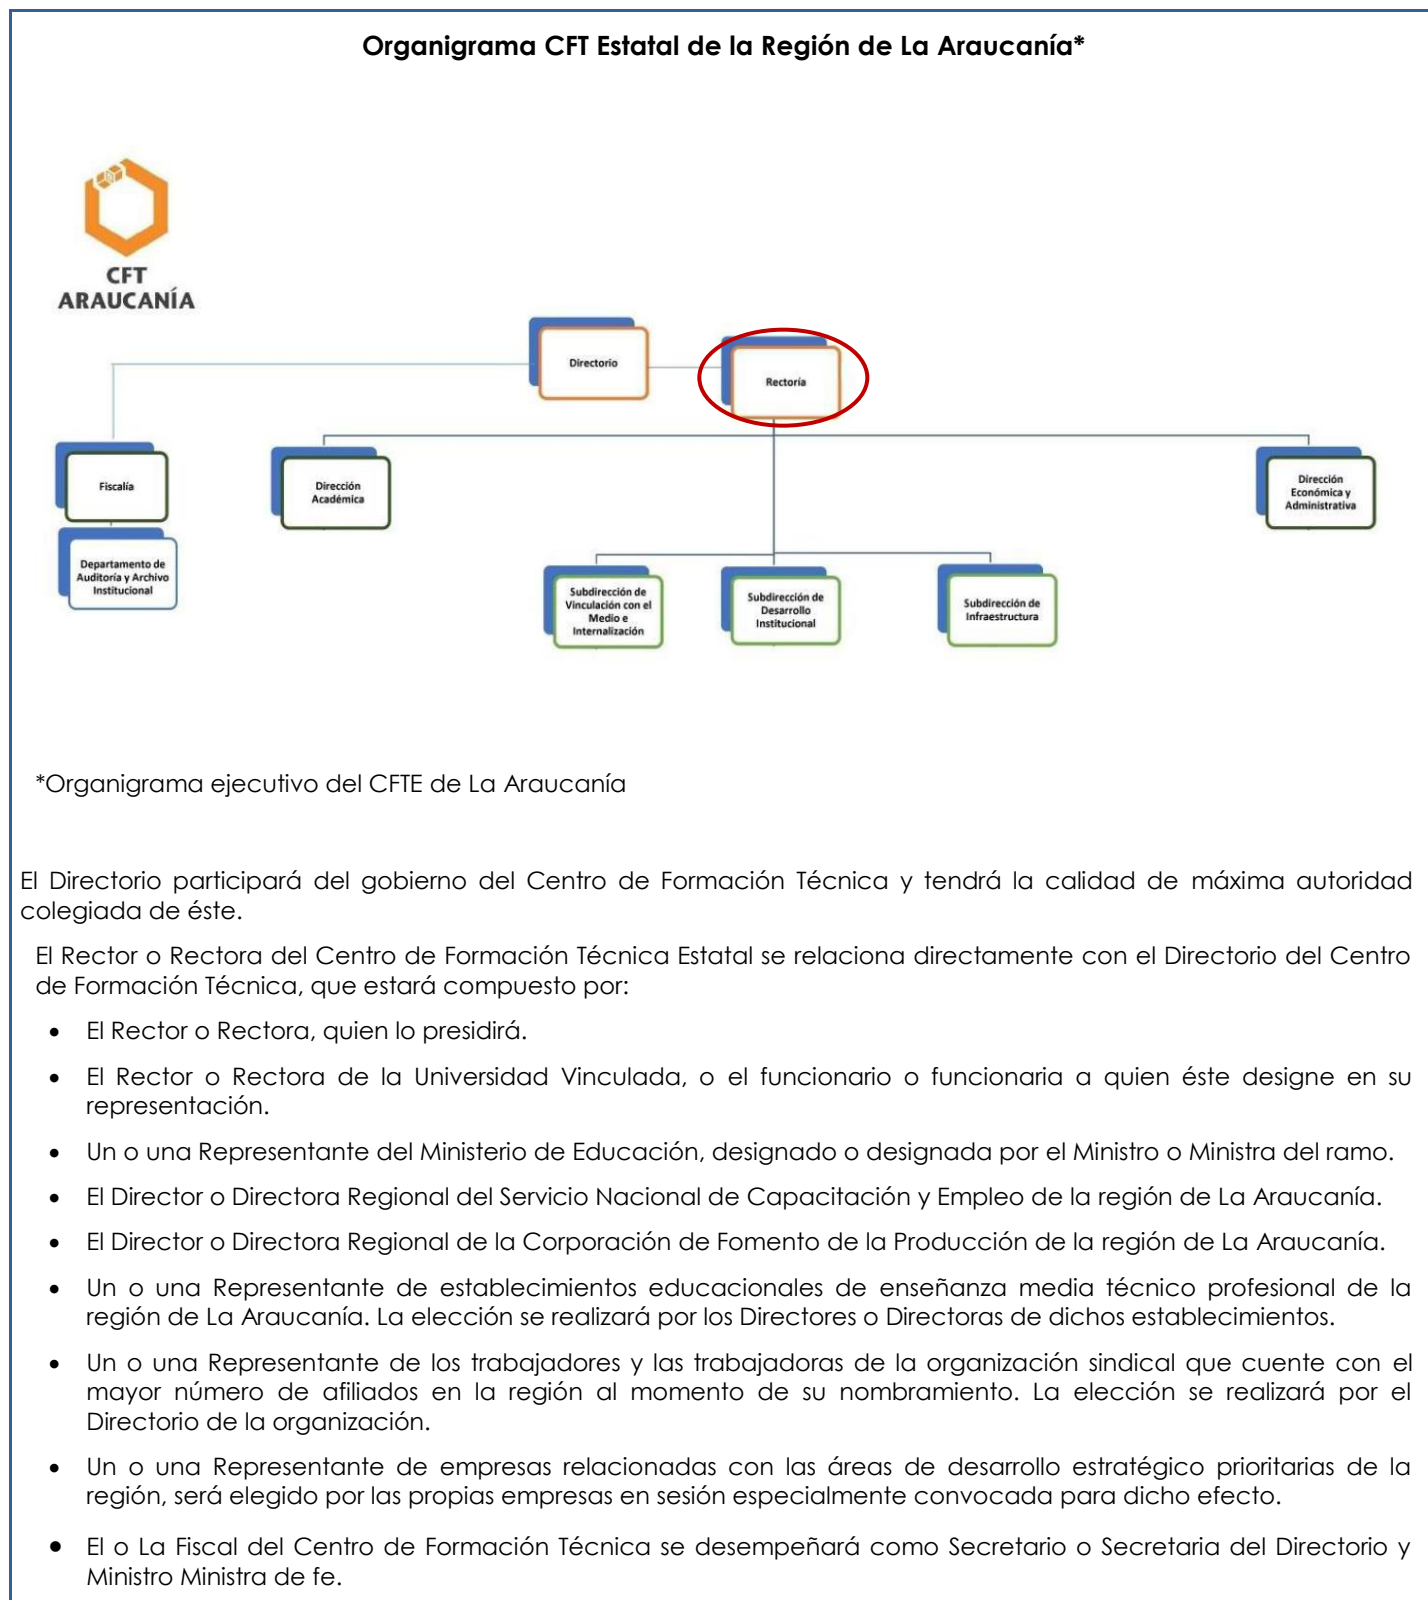 Organigrama CFT Estatal de la Región de La Araucanía*
CFT
ARAUCANÍA
Directorio
Rectoría
Fiscalía
Dirección
Académica
Dirección
Económica y
Administrativa
Departamento de
Auditoría y Archivo
Institucional
Subdirección de
Vinculación con el
Medio e
Internalización
Subdirección de
Desarrollo
Institucional
Subdirección de
Infraestructura
*Organigrama ejecutivo del CFTE de La Araucanía
El Directorio participará del gobierno del Centro de Formación Técnica y tendrá la calidad de máxima autoridad
colegiada de éste.
El Rector o Rectora del Centro de Formación Técnica Estatal se relaciona directamente con el Directorio del Centro
de Formación Técnica, que estará compuesto por:
• El Rector o Rectora, quien lo presidirá.
• El Rector o Rectora de la Universidad Vinculada, o el funcionario o funcionaria a quien éste designe en su
representación.
• Un o una Representante del Ministerio de Educación, designado o designada por el Ministro o Ministra del ramo.
• El Director o Directora Regional del Servicio Nacional de Capacitación y Empleo de la región de La Araucanía.
• El Director o Directora Regional de la Corporación de Fomento de la Producción de la región de La Araucanía.
• Un o una Representante de establecimientos educacionales de enseñanza media técnico profesional de la
región de La Araucanía. La elección se realizará por los Directores o Directoras de dichos establecimientos.
• Un o una Representante de los trabajadores y las trabajadoras de la organización sindical que cuente con el
mayor número de afiliados en la región al momento de su nombramiento. La elección se realizará por el
Directorio de la organización.
• Un o una Representante de empresas relacionadas con las áreas de desarrollo estratégico prioritarias de la
región, será elegido por las propias empresas en sesión especialmente convocada para dicho efecto.
• El o La Fiscal del Centro de Formación Técnica se desempeñará como Secretario o Secretaria del Directorio y
Ministro Ministra de fe.